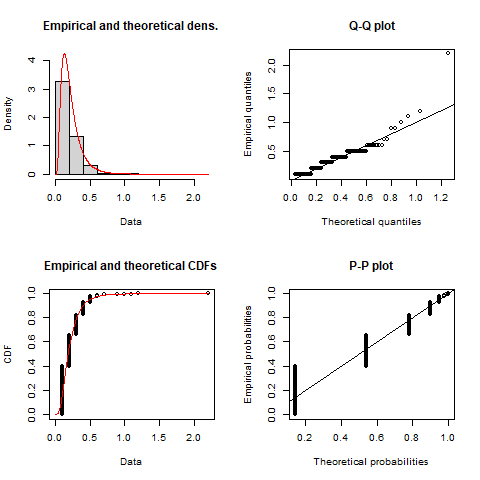 Empirical and theoretical dens.
Density
0 1 2 3 4
0.0 0.5 1.0 1.5 2.0
Data
Q-Q plot
Empirical quantiles
0.5 1.0 1.5 2.0
0.0 0.2 0.4 0.6 0.8 1.0 1.2
Theoretical quantiles
Empirical and theoretical CDFs
CDF
0.0 0.2 0.4 0.6 0.8 1.0
0.0 0.5 1.0 1.5 2.0
Data
P-P plot
Empirical probabilities
0.0 0.2 0.4 0.6 0.8 1.0
0.2 0.4 0.6 0.8 1.0
Theoretical probabilities